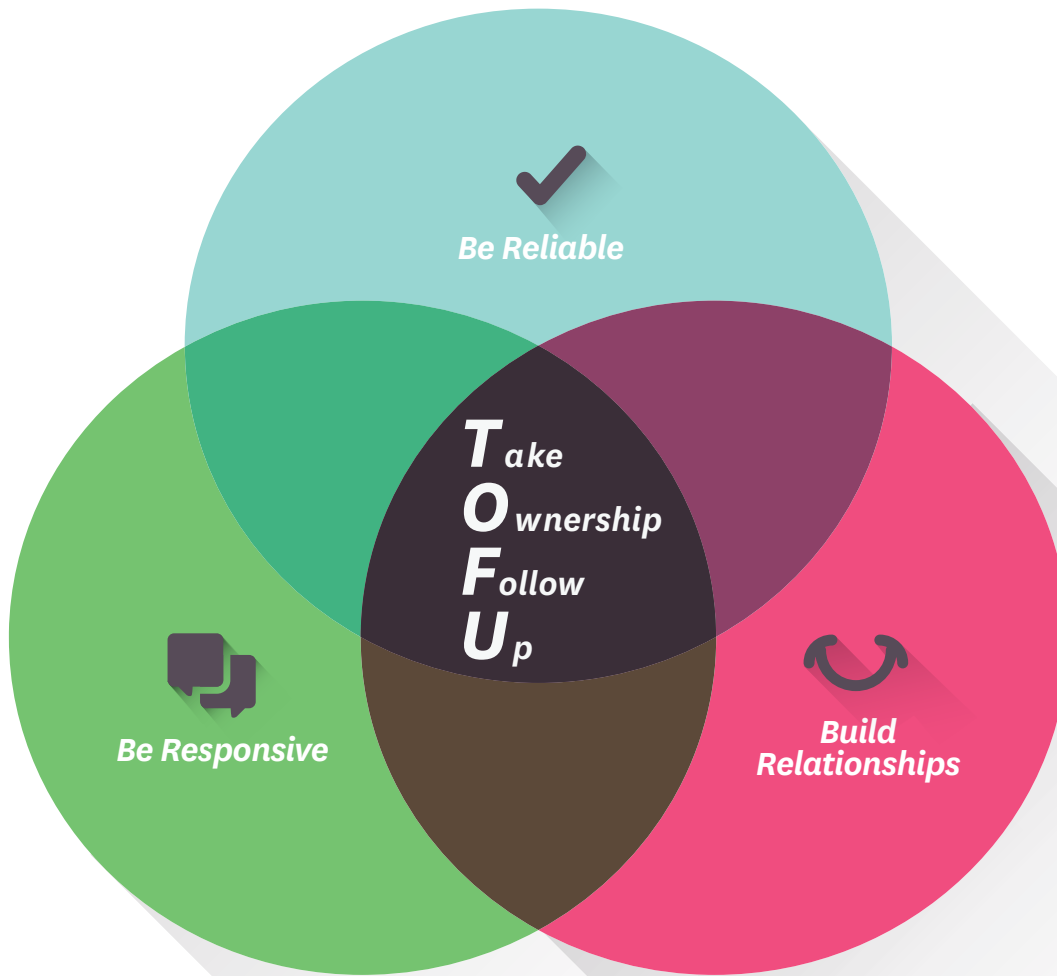 Be Reliable
Take
Ownership
Follow
Up
Be Responsive
Build
Relationships